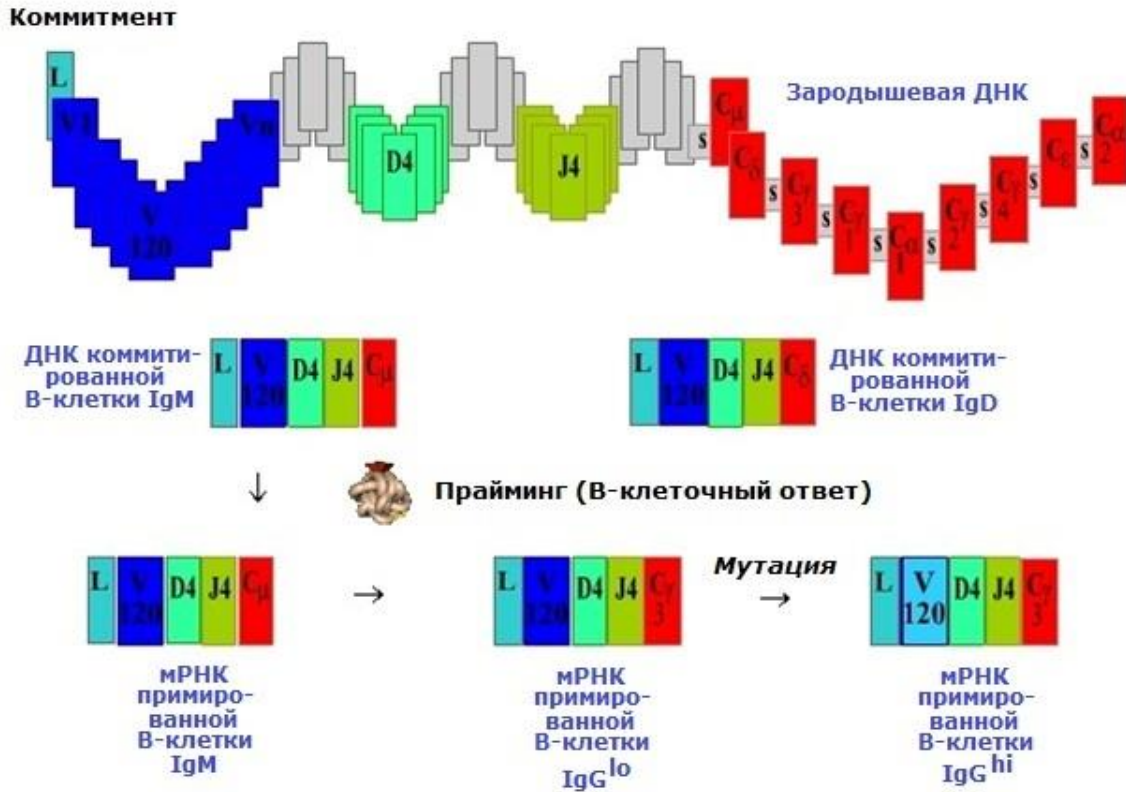 Коммитмент
L
V1
Vn
V
120
D4
J4
Зародышевая ДНК
s
Cμ
Cδ
s
Cγ
3
s
Cγ
1
s
Cα
1
s
Cγ
2
s
Cγ
4
s
Cε
s
Cα
2
ДНК коммити-
рованной
В-клетки IgM
L
V
120
D4
J4
Cμ
L
V
120
D4
J4
Cδ
ДНК коммити-
рованной
В-клетки IgD
↓
Прайминг (В-клеточный ответ)
L
V
120
D4
J4
Cμ
→
L
V
120
D4
J4
Cγ
3
Мутация
→
L
V
120
D4
J4
Cγ
3
мРНК
примиро-
ванной
В-клетки
IgM
мРНК
примиро-
ванной
В-клетки
IgG lo
мРНК
примиро-
ванной
В-клетки
IgG hi